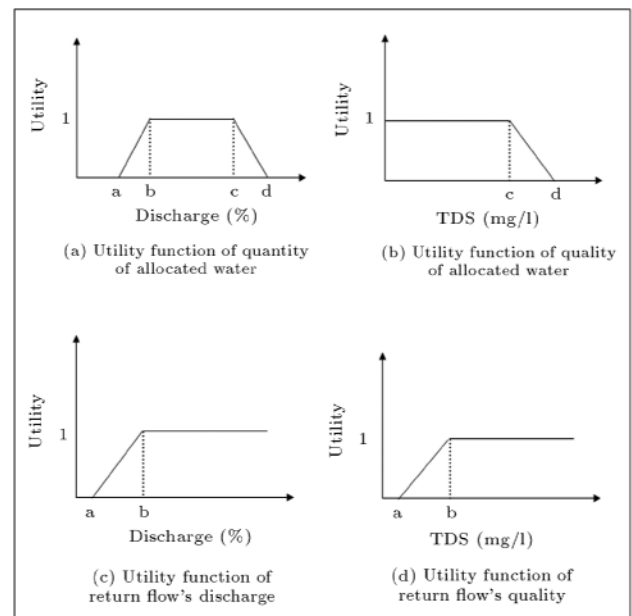 Utility
1
a
b
c
d
Discharge (%)
(a) Utility function of quantity
of allocated water
Utility
1
c
d
TDS (mg/l)
(b) Utility function of quality
of allocated water
Utility
1
a
b
Discharge (%)
(c) Utility function of
return flow's discharge
Utility
1
a
b
TDS (mg/l)
(d) Utility function of
return flow's quality